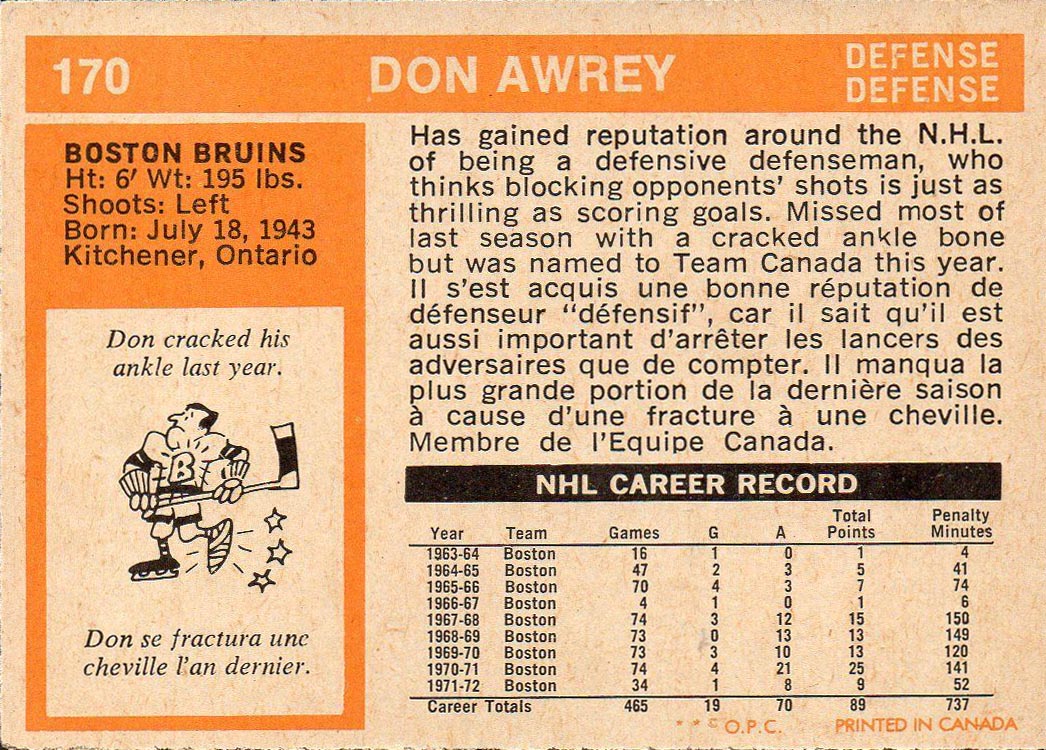 170 DON AWREY DEFENSE
DEFENSE
BOSTON BRUINS
Ht: 6′ Wt: 195 lbs.
Shoots: Left
Born: July 18, 1943
Kitchener, Ontario
Don cracked his
ankle last year.
B
Don se fractura une
cheville l'an dernier.
Has gained reputation around the N.H.L.
of being a defensive defenseman, who
thinks blocking opponents' shots is just as
thrilling as scoring goals. Missed most of
last season with a cracked ankle bone
but was named to Team Canada this year.
Il s'est acquis une bonne réputation de
défenseur "défensif", car il sait qu'il est
aussi important d'arrêter les lancers des
adversaires que de compter. Il manqua la
plus grande portion de la dernière saison
à cause d'une fracture à une cheville.
Membre de l'Equipe Canada.
NHL CAREER RECORD
Year Team Games G A Total Points Penalty Minutes
1963-64 Boston 16 1 0 1 4
1964-65 Boston 47 2 3 5 41
1965-66 Boston 70 4 3 7 74
1966-67 Boston 4 1 0 1 6
1967-68 Boston 74 3 12 15 150
1968-69 Boston 73 0 13 13 149
1969-70 Boston 73 3 10 13 120
1970-71 Boston 74 4 21 25 141
1971-72 Boston 34 1 8 9 52
Career Totals 465 19 70 89 737
* * © O.P.C. PRINTED IN CANADA